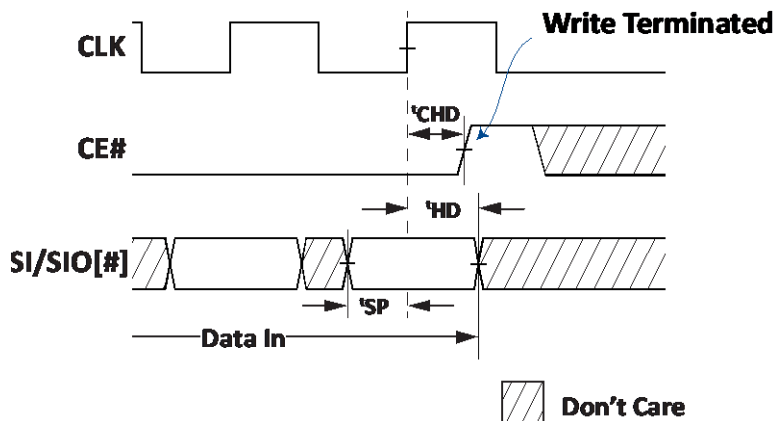 Write Terminated
CLK
tCHD
CE#
tHD
SI/SIO[#]
tSP
Data In
Don't Care